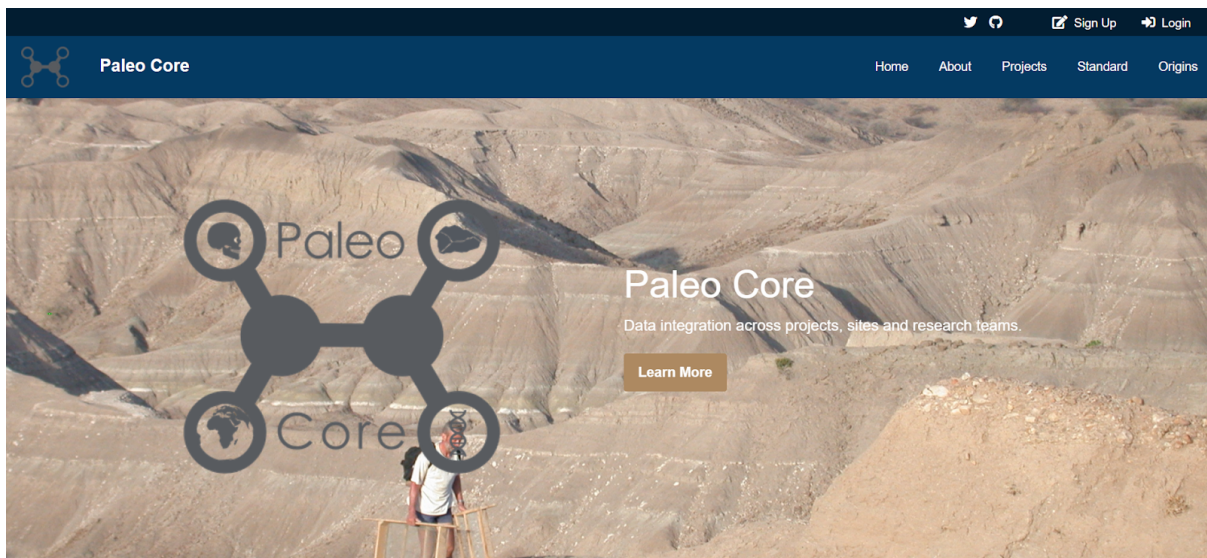 Sign Up Login
Paleo Core Home About Projects Standard Origins
Paleo
Core
Paleo Core
Data integration across projects, sites and research teams.
Learn More